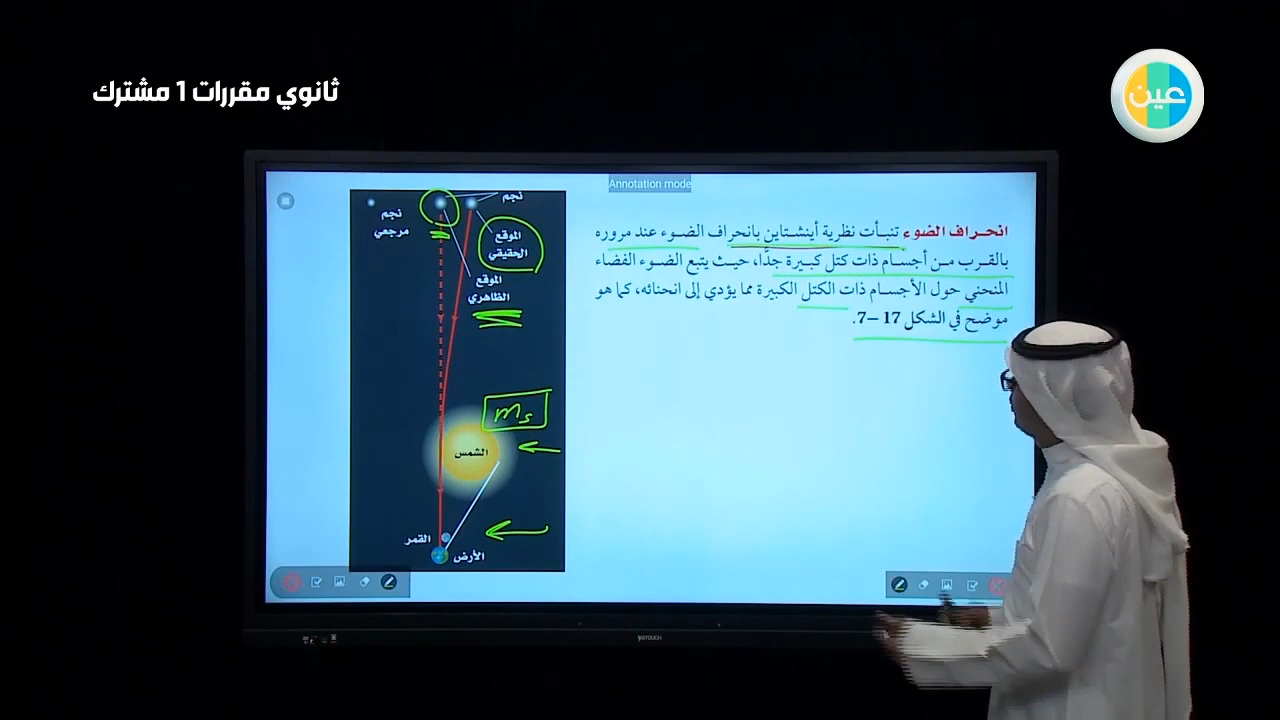 ثانوي مقررات 1 مشترك
عين
Annotation mode
انحراف الضوء تنبأت نظرية أينشتاين بانحراف الضوء عند مروره
بالقرب من أجسام ذات كتل كبيرة جدًّا، حيث يتبع الضوء الفضاء
المنحني حول الأجسام ذات الكتل الكبيرة مما يؤدي إلى انحنائه، كما هو
موضح في الشكل 17–7.
نجم
نجم
مرجعي
الموقع
الحقيقي
الموقع
الظاهري
ms
الشمس
القمر
الأرض